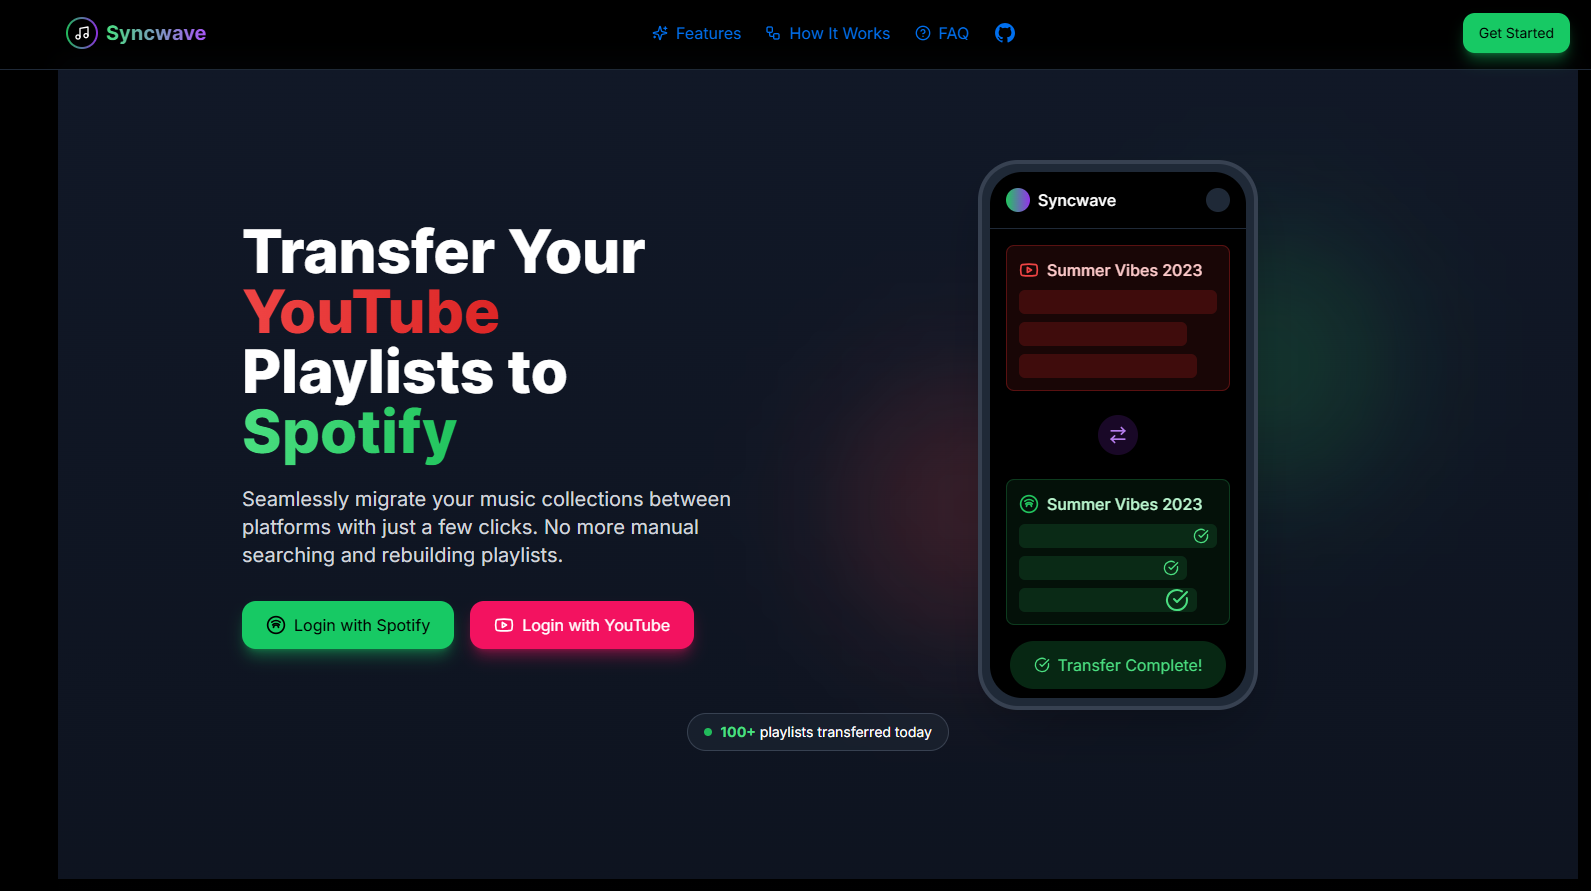 Syncwave
Features
How It Works
FAQ
Get Started
Transfer Your
YouTube
Playlists to
Spotify
Seamlessly migrate your music collections between
platforms with just a few clicks. No more manual
searching and rebuilding playlists.
Login with Spotify
Login with YouTube
Syncwave
Summer Vibes 2023
Summer Vibes 2023
Transfer Complete!
100+ playlists transferred today